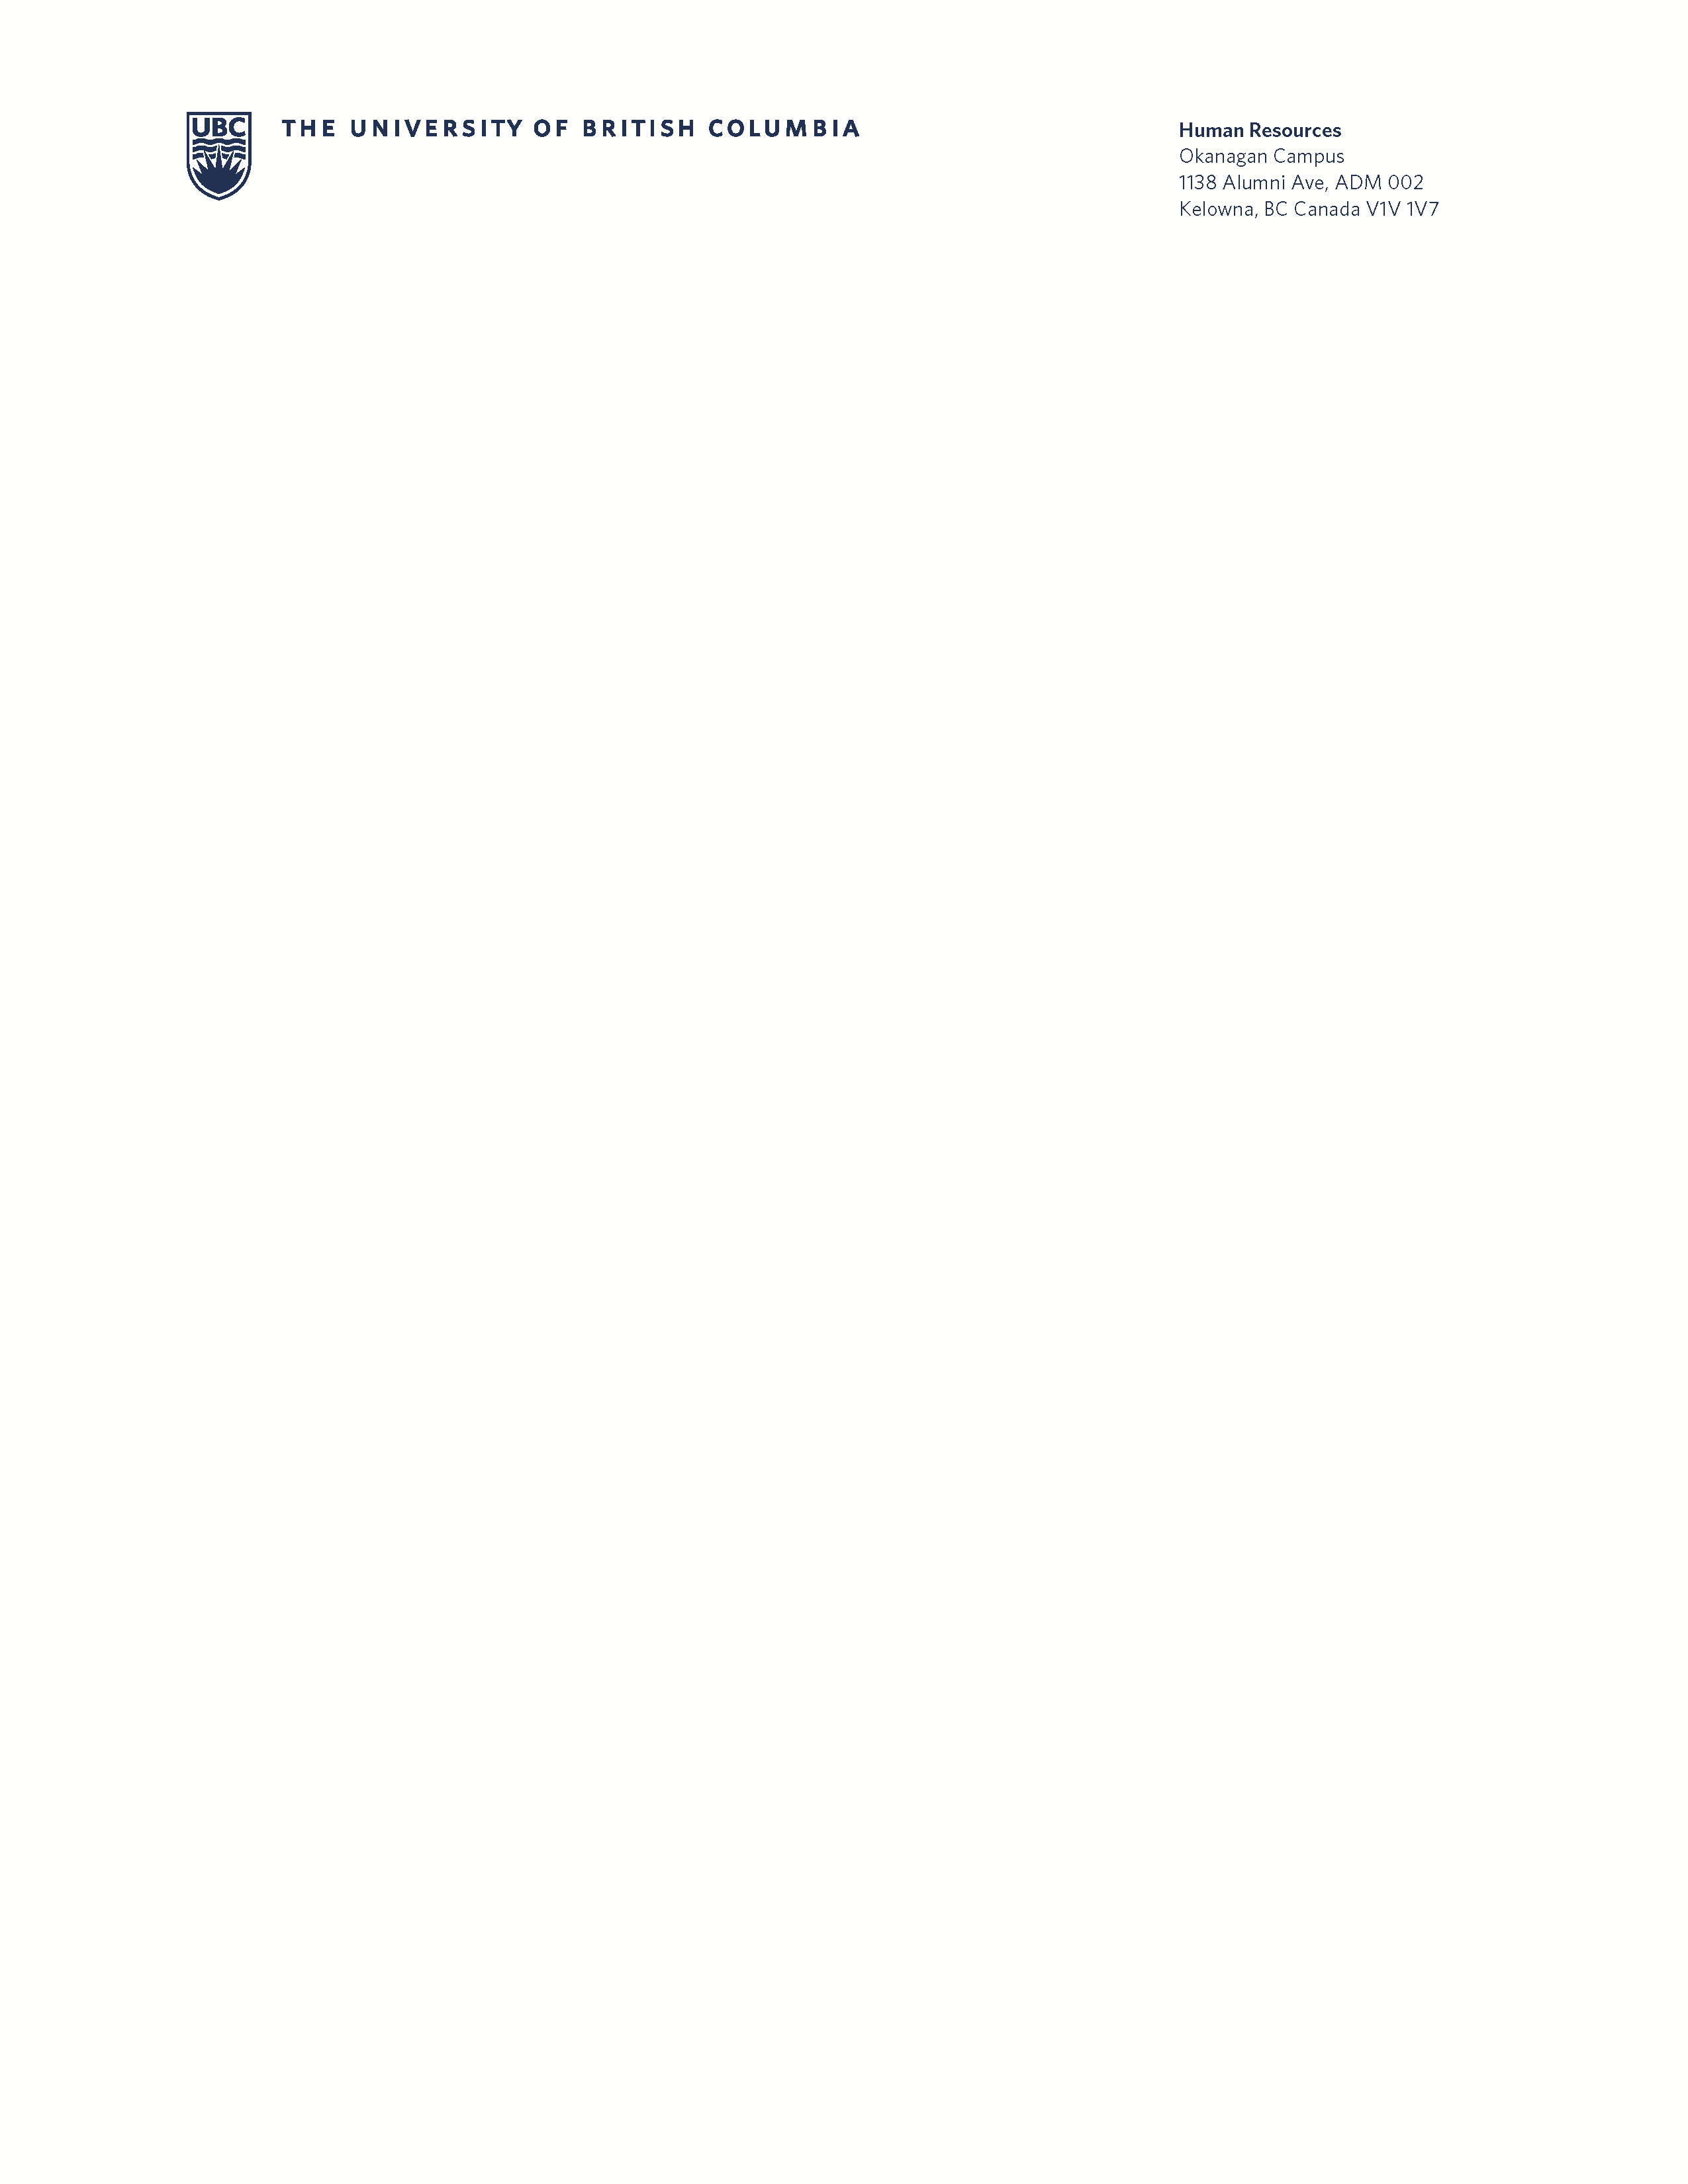 UBC
THE UNIVERSITY OF BRITISH COLUMBIA
Human Resources
Okanagan Campus
1138 Alumni Ave, ADM 002
Kelowna, BC Canada V1V 1V7